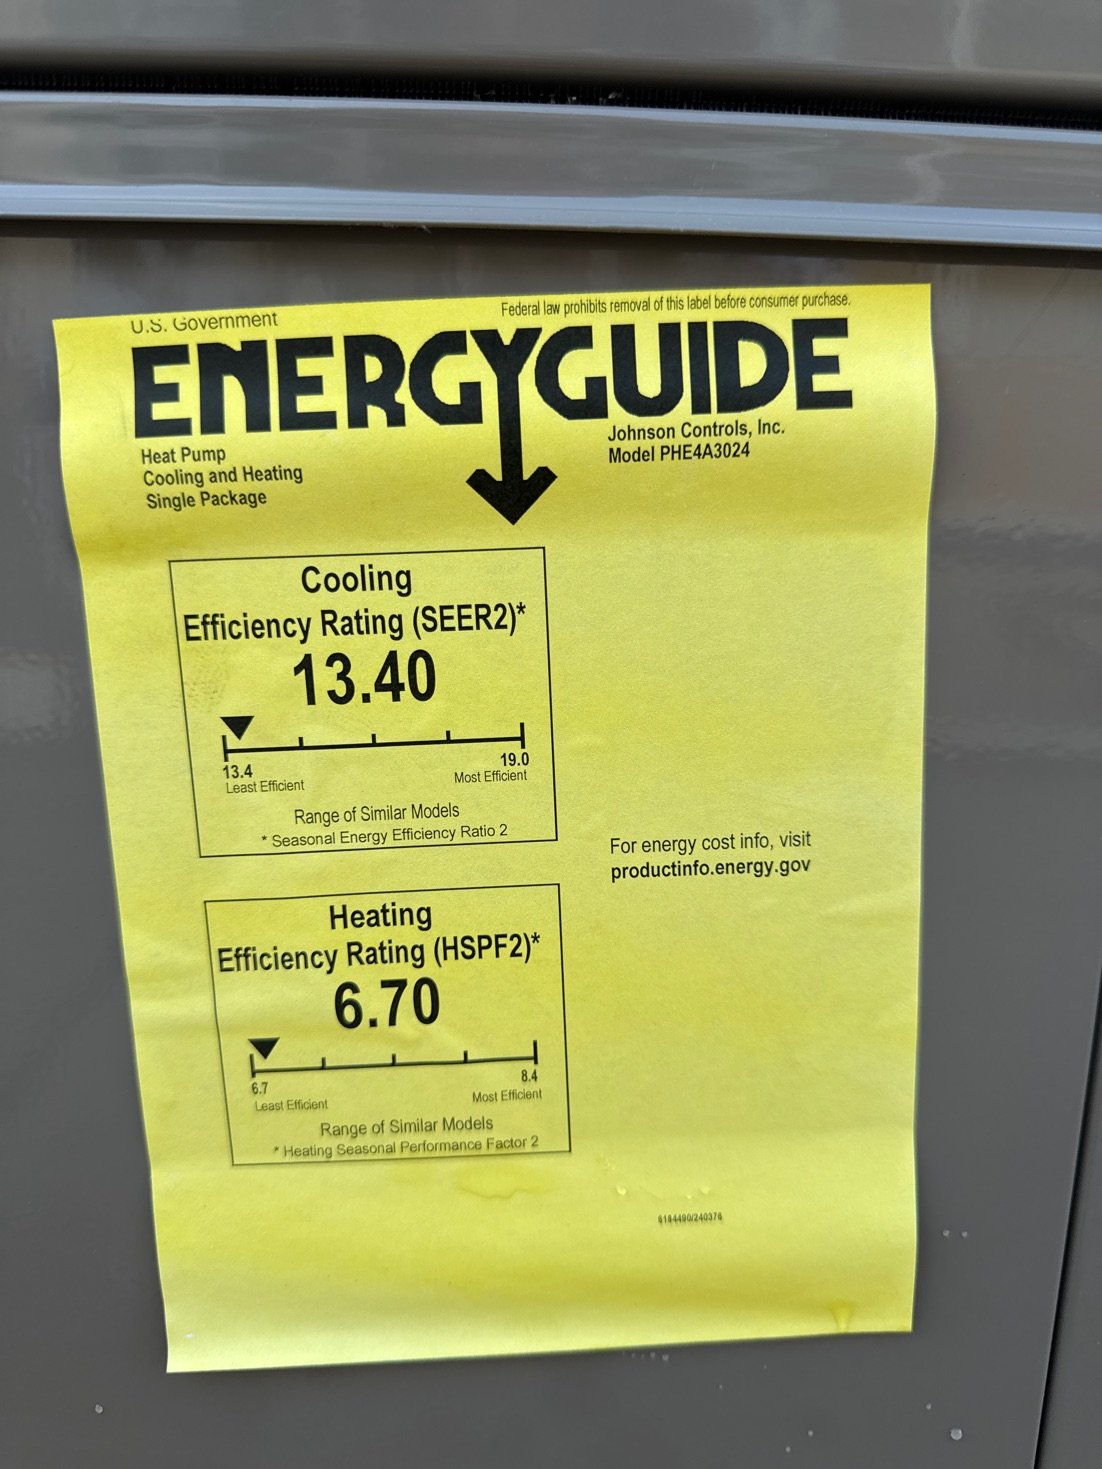 U.S. Government
Federal law prohibits removal of this label before consumer purchase.
ENERGYGUIDE
Heat Pump
Cooling and Heating
Single Package
Johnson Controls, Inc.
Model PHE4A3024
Cooling
Efficiency Rating (SEER2)*
13.40
13.4
19.0
Least Efficient
Most Efficient
Range of Similar Models
* Seasonal Energy Efficiency Ratio 2
For energy cost info, visit
productinfo.energy.gov
Heating
Efficiency Rating (HSPF2)*
6.70
6.7
8.4
Least Efficient
Most Efficient
Range of Similar Models
* Heating Seasonal Performance Factor 2
6184490/240376